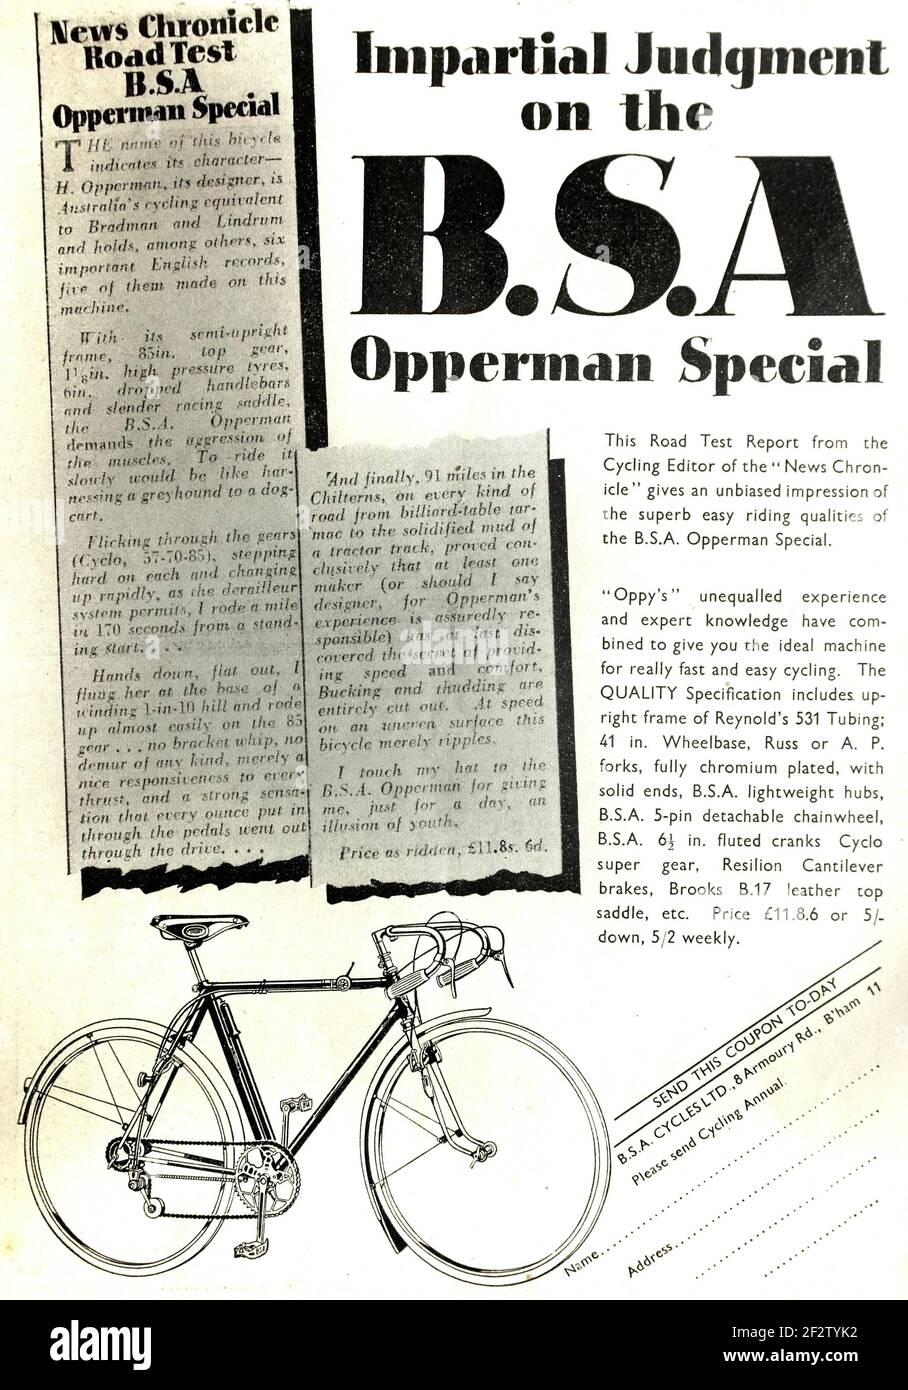 News Chronicle
Road Test
B.S.A
Opperman Special
THE name of this bicycle
indicates its character—
H. Opperman, its designer, is
Australia's cycling equivalent
to Bradman and Lindrum
and holds, among others, six
important English records,
five of them made on this
machine.
With its semi-upright
frame, 85in. top gear,
in. high pressure tyres,
6in. dropped handlebars
and slender racing saddle,
the B.S.A. Opperman
demands the aggression of
the muscles. To ride it
slowly would be like har-
nessing a greyhound to a dog-
cart.
Flicking through the gears
(Cyclo, 57-70-85), stepping
hard on each and changing
up rapidly, as the derailleur
system permits, I rode a mile
in 170 seconds from a stand-
ing start. . . .
Hands down, flat out, I
flung her at the base of a
winding 1-in-10 hill and rode
up almost easily on the 85
gear . . . no bracket whip, no
demur of any kind, merely a
nice responsiveness to every
thrust, and a strong sensa-
tion that every ounce put in
through the pedals went out
through the drive. . . .
And finally, 91 miles in the
Chilterns, on every kind of
road from billiard-table tar-
mac to the solidified mud of
a tractor track, proved con-
clusively that at least one
maker (or should I say
designer, for Opperman's
experience is assuredly re-
sponsible) has at last dis-
covered the secret of provid-
ing speed and comfort.
Bucking and thudding are
entirely cut out. At speed
on an uneven surface this
bicycle merely ripples.
I touch my hat to the
B.S.A. Opperman for giving
me, just for a day, an
illusion of youth.
Price as ridden, £11.8s. 6d.
Impartial Judgment
on the
B.S.A
Opperman Special
This Road Test Report from the
Cycling Editor of the "News Chron-
icle" gives an unbiased impression of
the superb easy riding qualities of
the B.S.A. Opperman Special.
"Oppy's" unequalled experience
and expert knowledge have com-
bined to give you the ideal machine
for really fast and easy cycling. The
QUALITY Specification includes up-
right frame of Reynold's 531 Tubing;
41 in. Wheelbase, Russ or A. P.
forks, fully chromium plated, with
solid ends, B.S.A. lightweight hubs,
B.S.A. 5-pin detachable chainwheel,
B.S.A. 6½ in. fluted cranks Cyclo
super gear, Resilion Cantilever
brakes, Brooks B.17 leather top
saddle, etc. Price £11.8.6 or 5/-
down, 5/2 weekly.
SEND THIS COUPON TO-DAY
B.S.A. CYCLES LTD., 8 Armoury Rd., B'ham 11
Please send Cycling Annual.
Name
Address
alamy
Image ID: 2F2TYK2
www.alamy.com